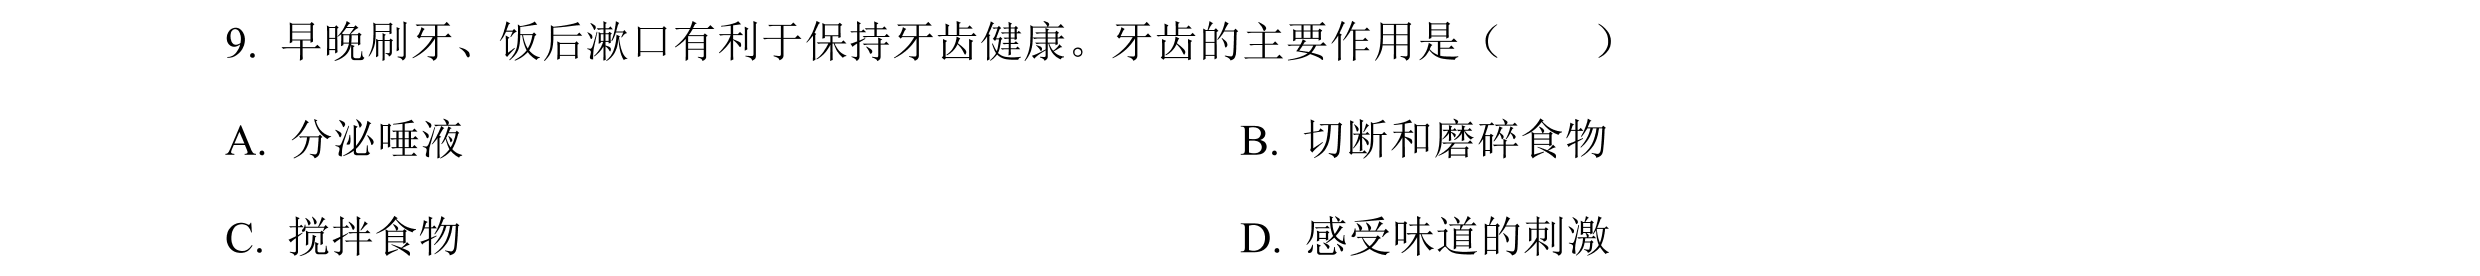 9. 早晚刷牙、饭后漱口有利于保持牙齿健康。牙齿的主要作用是（　　）
A. 分泌唾液　　B. 切断和磨碎食物
C. 搅拌食物　　D. 感受味道的刺激